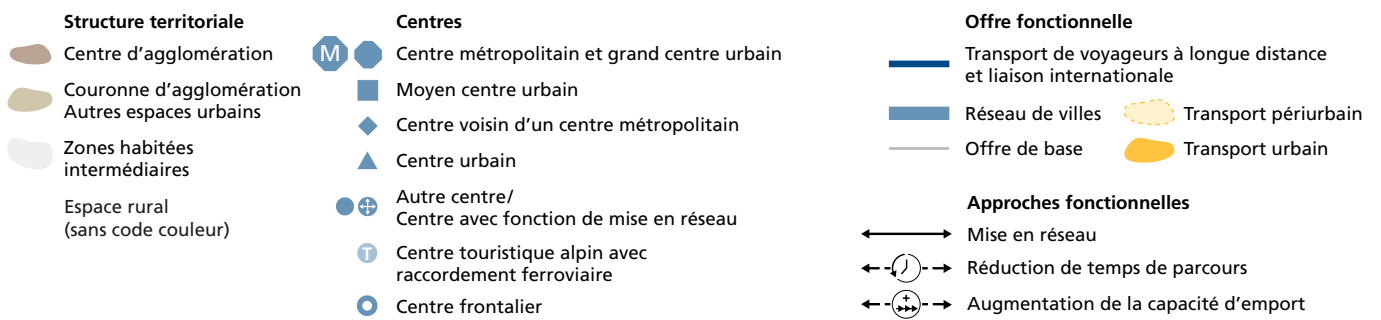 Structure territoriale
Centre d'agglomération
Couronne d'agglomération
Autres espaces urbains
Zones habitées
intermédiaires
Espace rural
(sans code couleur)
Centres
M
Centre métropolitain et grand centre urbain
Moyen centre urbain
Centre voisin d'un centre métropolitain
Centre urbain
Autre centre/
Centre avec fonction de mise en réseau
T
Centre touristique alpin avec
raccordement ferroviaire
Centre frontalier
Offre fonctionnelle
Transport de voyageurs à longue distance
et liaison internationale
Réseau de villes
Transport périurbain
Offre de base
Transport urbain
Approches fonctionnelles
Mise en réseau
Réduction de temps de parcours
Augmentation de la capacité d'emport